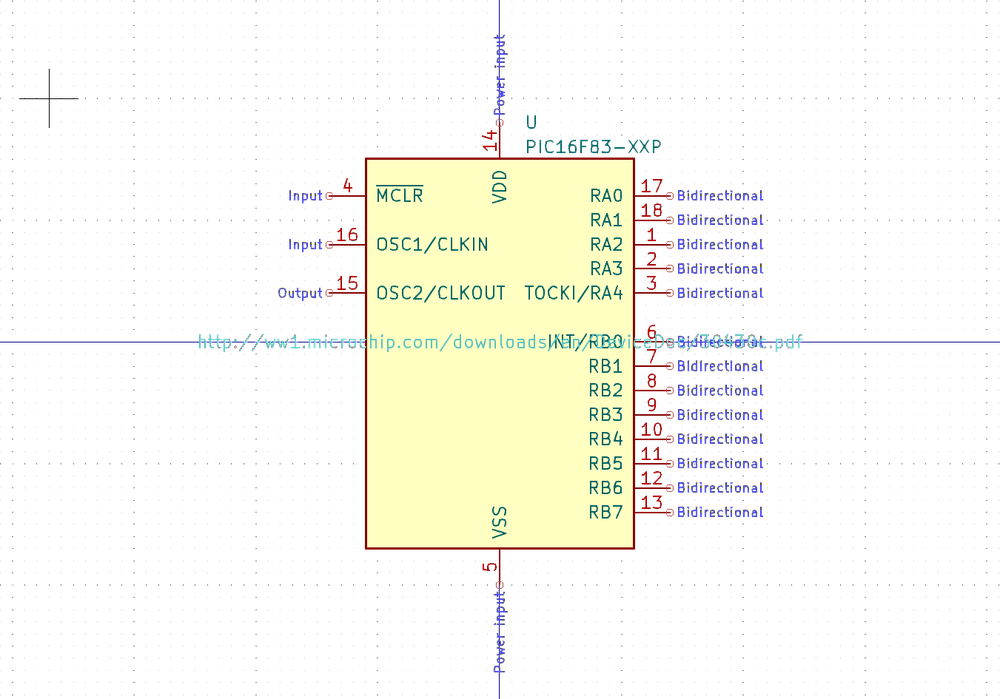 Power input
14
U
PIC16F83-XXP
VDD
Input 4 MCLR
RA0 17 Bidirectional
RA1 18 Bidirectional
Input 16 OSC1/CLKIN
RA2 1 Bidirectional
RA3 2 Bidirectional
Output 15 OSC2/CLKOUT
TOCKI/RA4 3 Bidirectional
http://ww1.microchip.com/downloads/en/DeviceDoc/30430c.pdf
INT/RB0 6 Bidirectional
RB1 7 Bidirectional
RB2 8 Bidirectional
RB3 9 Bidirectional
RB4 10 Bidirectional
RB5 11 Bidirectional
RB6 12 Bidirectional
RB7 13 Bidirectional
VSS
5
Power input